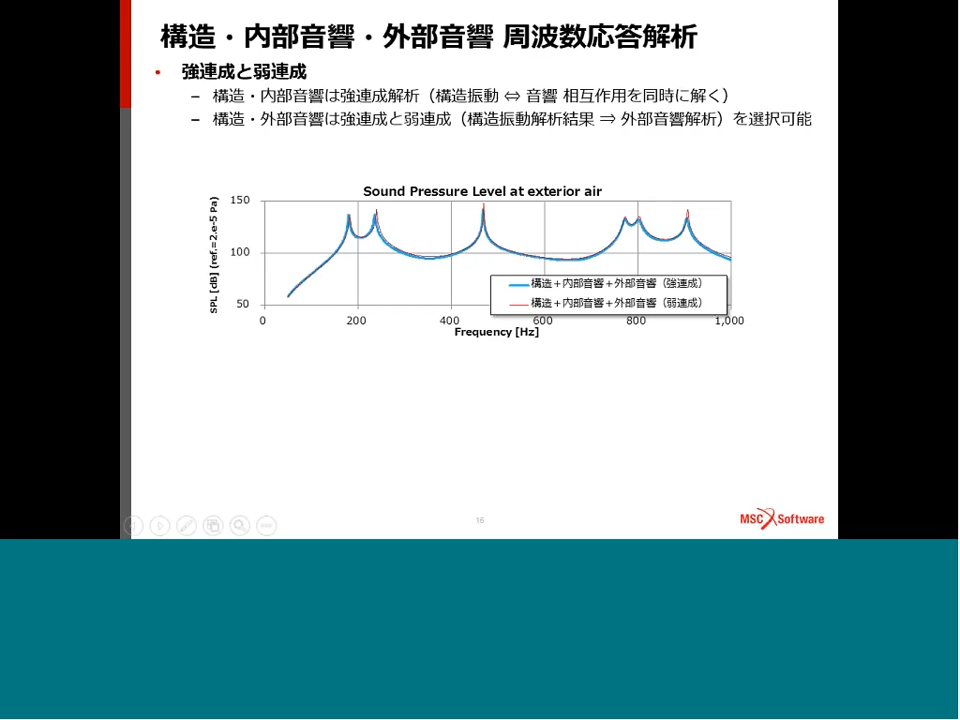 構造・内部音響・外部音響 周波数応答解析
• 強連成と弱連成
– 構造・内部音響は強連成解析（構造振動 ⇔ 音響 相互作用を同時に解く）
– 構造・外部音響は強連成と弱連成（構造振動解析結果 ⇒ 外部音響解析）を選択可能
Sound Pressure Level at exterior air
SPL [dB] (ref.=2.e-5 Pa)
150
100
50
構造＋内部音響＋外部音響（強連成）
構造＋内部音響＋外部音響（弱連成）
0 200 400 600 800 1,000
Frequency [Hz]
16
MSC Software